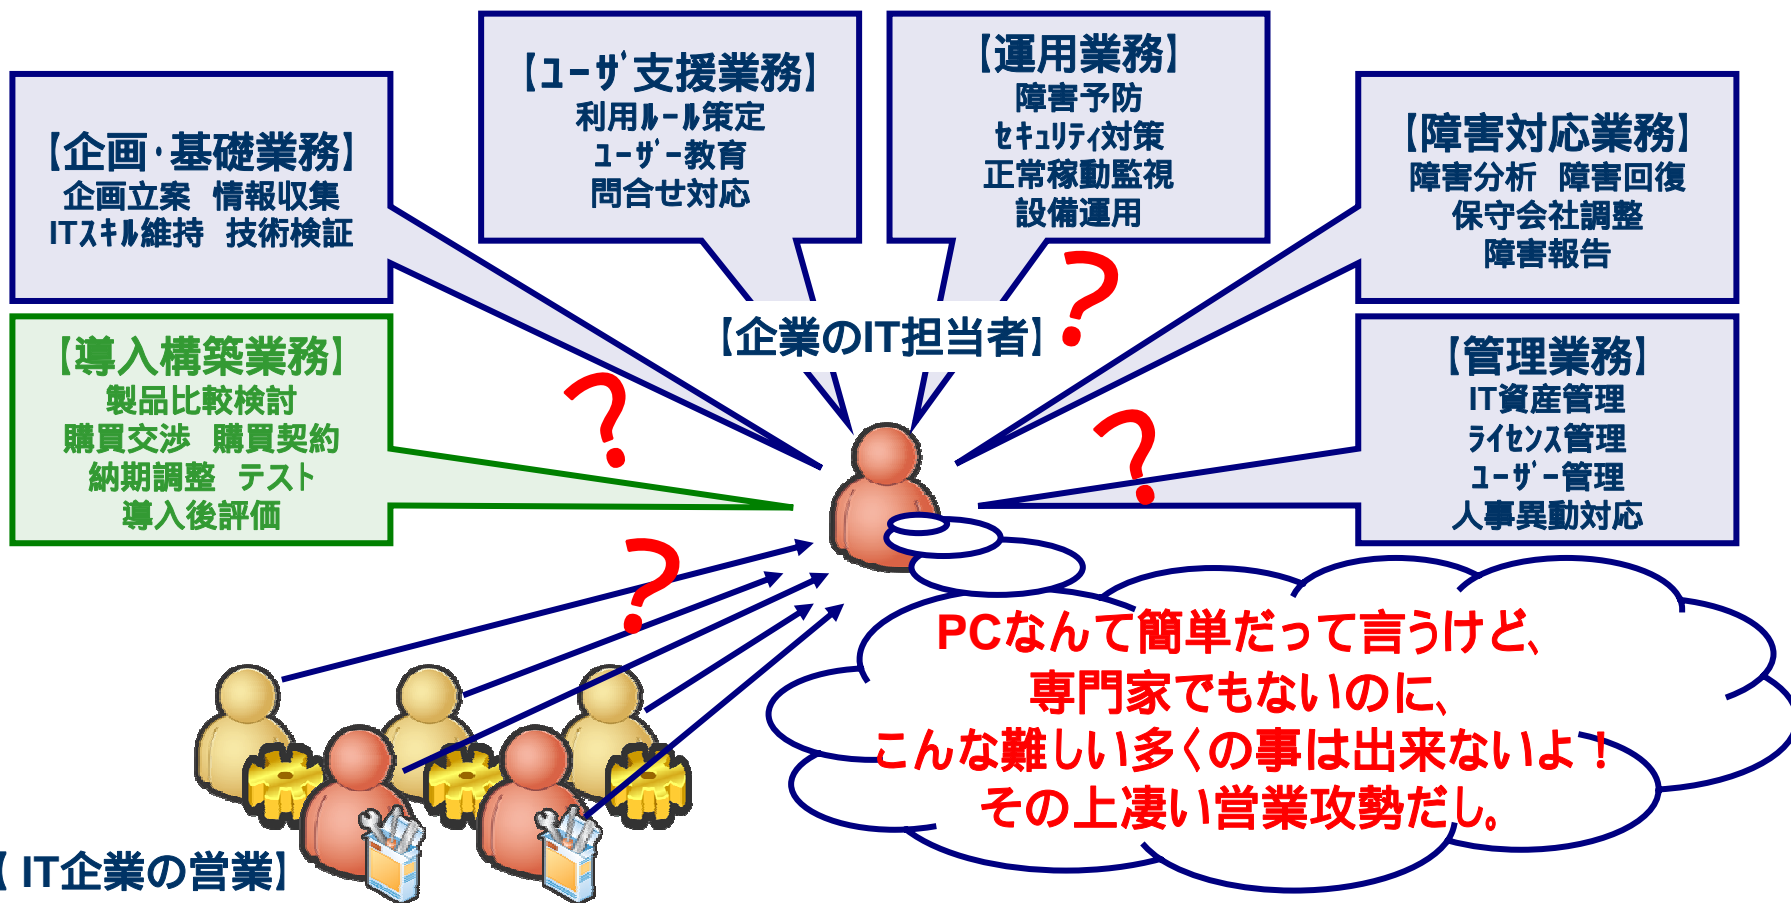 【企画・基礎業務】
企画立案 情報収集
ITｽｷﾙ維持 技術検証
【ﾕｰｻﾞ支援業務】
利用ﾙｰﾙ策定
ﾕｰｻﾞｰ教育
問合せ対応
【運用業務】
障害予防
ｾｷｭﾘﾃｨ対策
正常稼動監視
設備運用
【障害対応業務】
障害分析 障害回復
保守会社調整
障害報告
【導入構築業務】
製品比較検討
購買交渉 購買契約
納期調整 テスト
導入後評価
【企業のIT担当者】
【管理業務】
IT資産管理
ﾗｲｾﾝｽ管理
ﾕｰｻﾞｰ管理
人事異動対応
？
？
？
？
PCなんて簡単だって言うけど、
専門家でもないのに、
こんな難しい多くの事は出来ないよ！
その上凄い営業攻勢だし。
【 IT企業の営業】